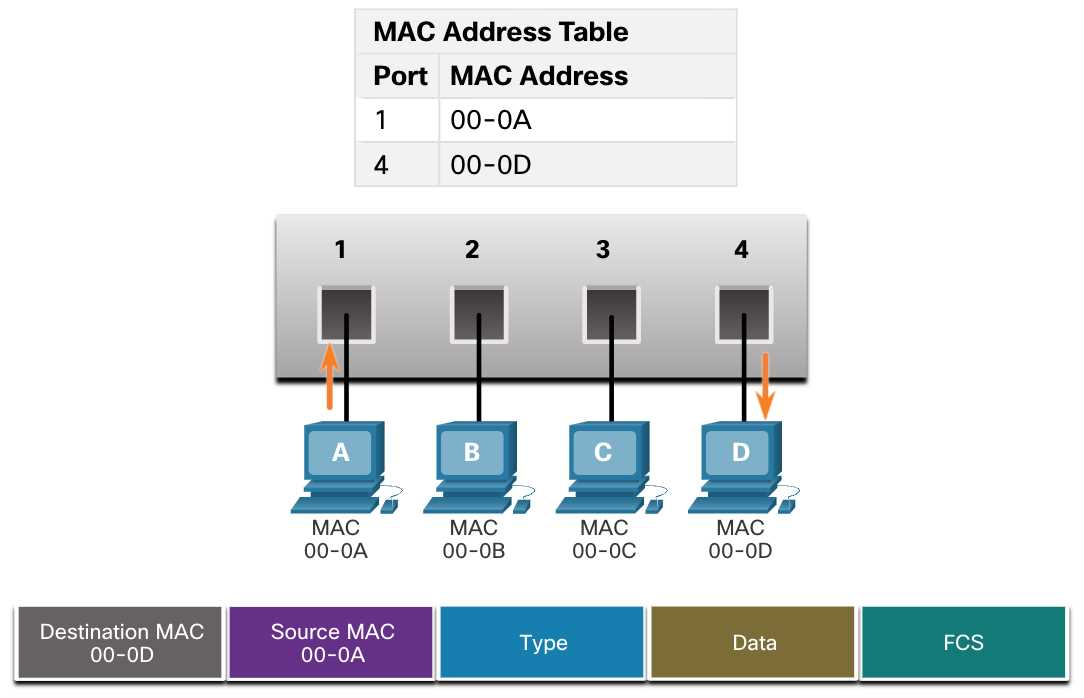 MAC Address Table
Port MAC Address
1 00-0A
4 00-0D
1 2 3 4
A B C D
MAC MAC MAC MAC
00-0A 00-0B 00-0C 00-0D
Destination MAC Source MAC Type Data FCS
00-0D 00-0A